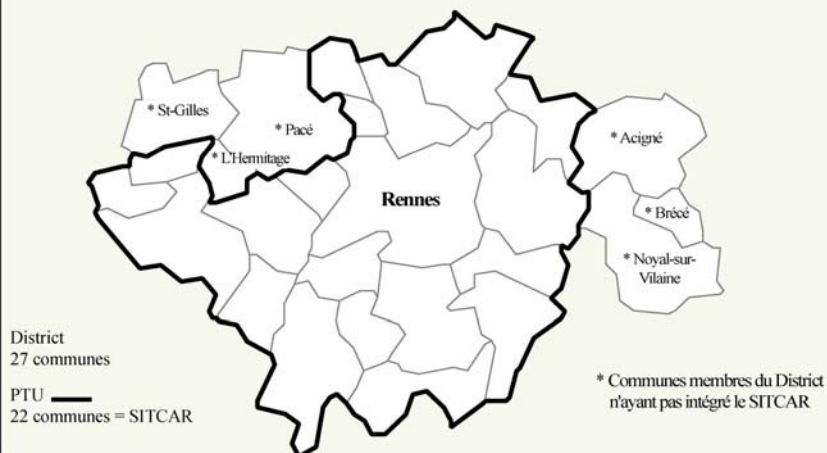 * St-Gilles
* Pacé
* L'Hermitage
* Acigné
Rennes
* Brécé
* Noyal-sur-
Vilaine
District
27 communes
PTU
22 communes = SITCAR
* Communes membres du District
n'ayant pas intégré le SITCAR